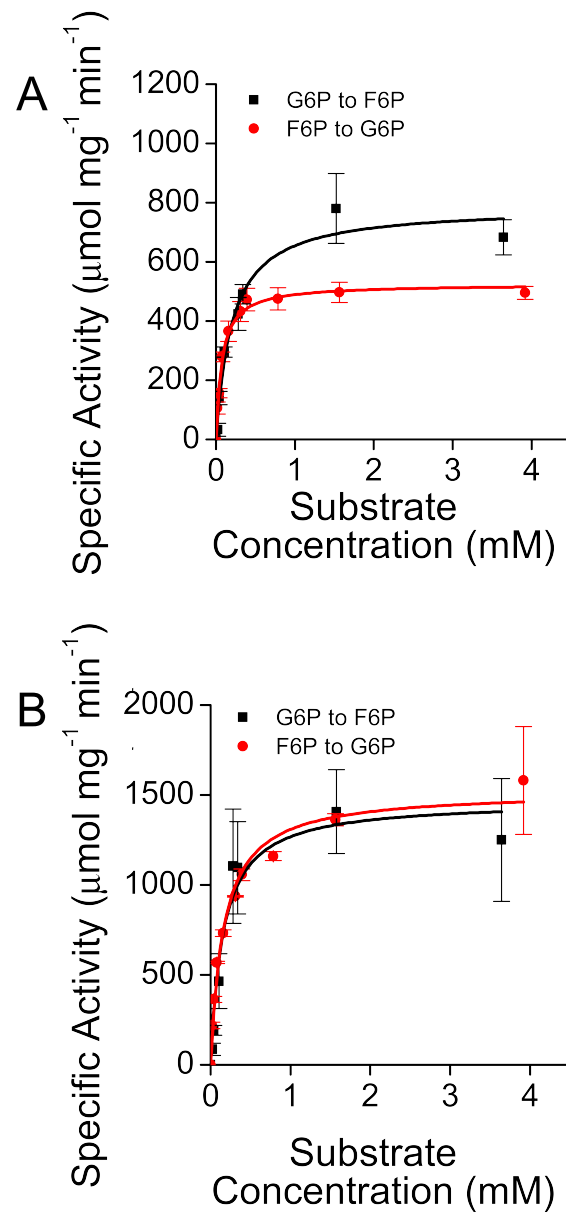 A
Specific Activity (μmol mg⁻¹ min⁻¹)
1200
1000
800
600
400
200
0
G6P to F6P
F6P to G6P
0 1 2 3 4
Substrate
Concentration (mM)
B
Specific Activity (μmol mg⁻¹ min⁻¹)
2000
1500
1000
500
0
G6P to F6P
F6P to G6P
0 1 2 3 4
Substrate
Concentration (mM)